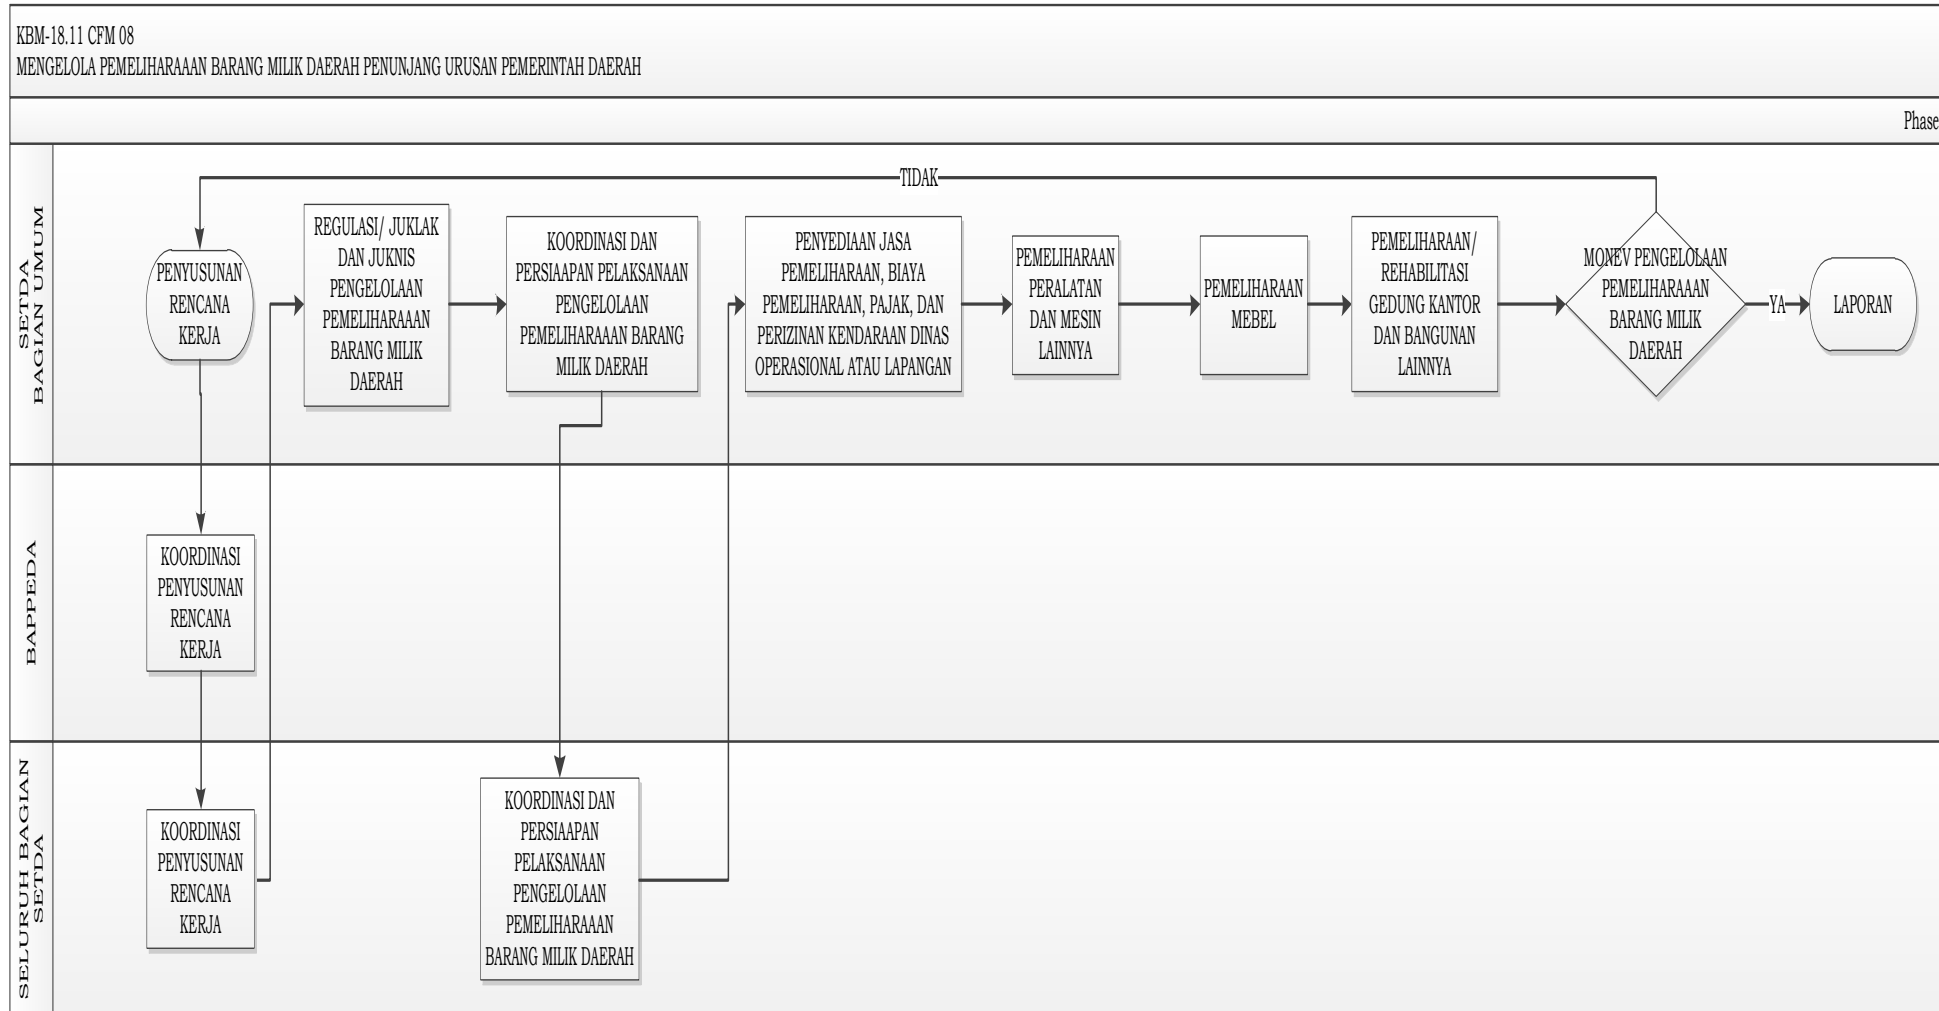 KBM-18.11 CFM 08
MENGELOLA PEMELIHARAAAN BARANG MILIK DAERAH PENUNJANG URUSAN PEMERINTAH DAERAH
Phase
SETDA
BAGIAN UMUM
TIDAK
PENYUSUNAN
RENCANA
KERJA
REGULASI/ JUKLAK
DAN JUKNIS
PENGELOLAAN
PEMELIHARAAAN
BARANG MILIK
DAERAH
KOORDINASI DAN
PERSIAAPAN PELAKSANAAN
PENGELOLAAN
PEMELIHARAAAN BARANG
MILIK DAERAH
PENYEDIAAN JASA
PEMELIHARAAN, BIAYA
PEMELIHARAAN, PAJAK, DAN
PERIZINAN KENDARAAN DINAS
OPERASIONAL ATAU LAPANGAN
PEMELIHARAAN
PERALATAN
DAN MESIN
LAINNYA
PEMELIHARAAN
MEBEL
PEMELIHARAAN/
REHABILITASI
GEDUNG KANTOR
DAN BANGUNAN
LAINNYA
MONEV PENGELOLAAN
PEMELIHARAAAN
BARANG MILIK
DAERAH
YA
LAPORAN
BAPPEDA
KOORDINASI
PENYUSUNAN
RENCANA
KERJA
SELURUH BAGIAN
SETDA
KOORDINASI
PENYUSUNAN
RENCANA
KERJA
KOORDINASI DAN
PERSIAAPAN
PELAKSANAAN
PENGELOLAAN
PEMELIHARAAAN
BARANG MILIK DAERAH